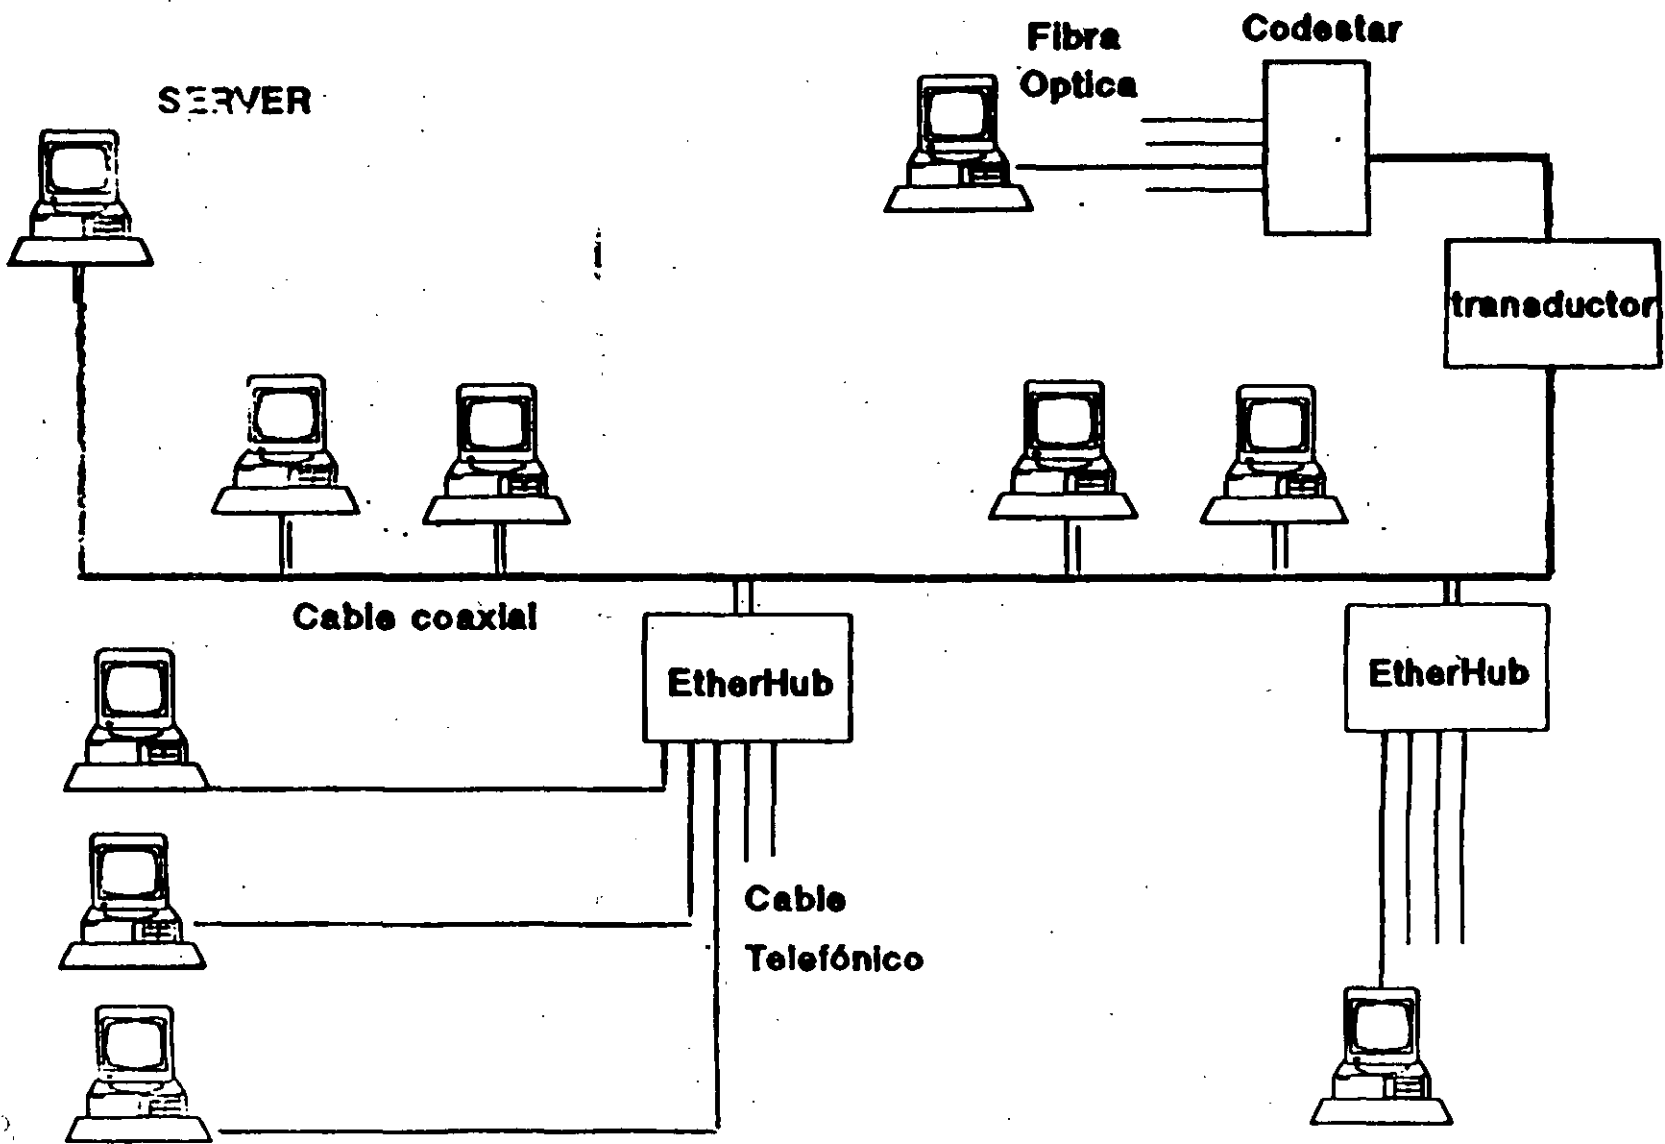 Fibra
Optica
Codestar
SERVER
transductor
Cable coaxial
EtherHub
EtherHub
Cable
Telefónico